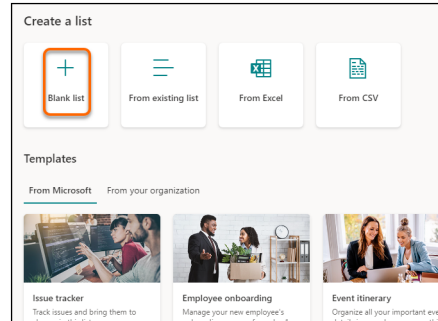 Create a list
Blank list
From existing list
From Excel
From CSV
Templates
From Microsoft
From your organization
Issue tracker
Track issues and bring them to
Employee onboarding
Manage your new employee's
Event itinerary
Organize all your important eve